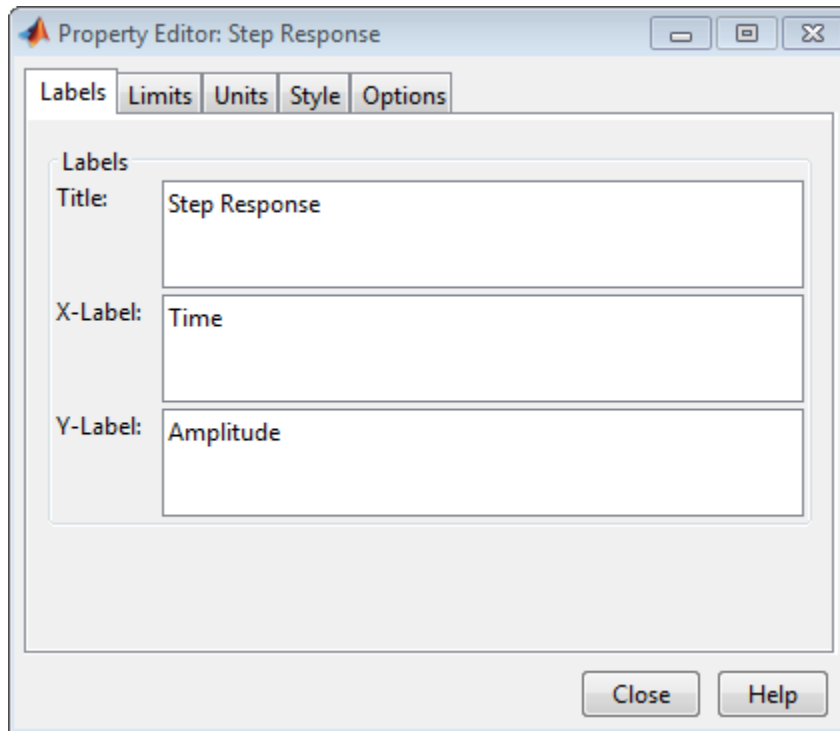 Property Editor: Step Response
Labels Limits Units Style Options
Labels
Title: Step Response
X-Label: Time
Y-Label: Amplitude
Close Help